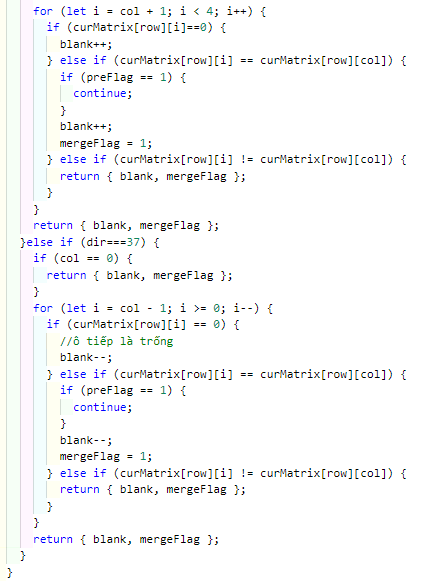 for (let i = col + 1; i < 4; i++) {
if (curMatrix[row][i]==0) {
blank++;
} else if (curMatrix[row][i] == curMatrix[row][col]) {
if (preFlag == 1) {
continue;
}
blank++;
mergeFlag = 1;
} else if (curMatrix[row][i] != curMatrix[row][col]) {
return { blank, mergeFlag };
}
}
return { blank, mergeFlag };
}else if (dir===37) {
if (col == 0) {
return { blank, mergeFlag };
}
for (let i = col - 1; i >= 0; i--) {
if (curMatrix[row][i] == 0) {
//ô tiếp là trống
blank--;
} else if (curMatrix[row][i] == curMatrix[row][col]) {
if (preFlag == 1) {
continue;
}
blank--;
mergeFlag = 1;
} else if (curMatrix[row][i] != curMatrix[row][col]) {
return { blank, mergeFlag };
}
}
return { blank, mergeFlag };
}
}